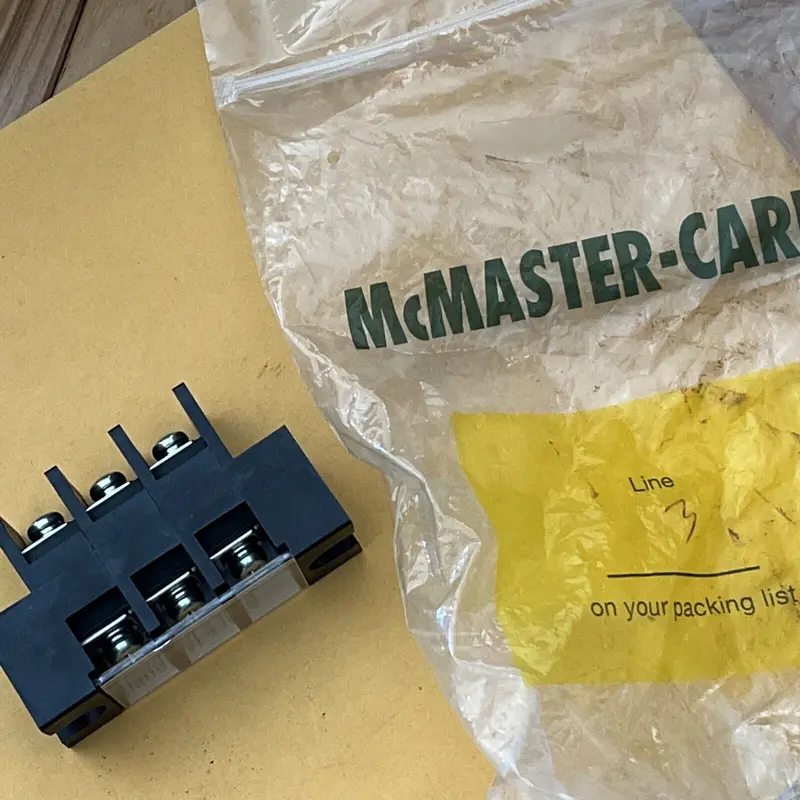 McMASTER-CAR
Line
3
on your packing list